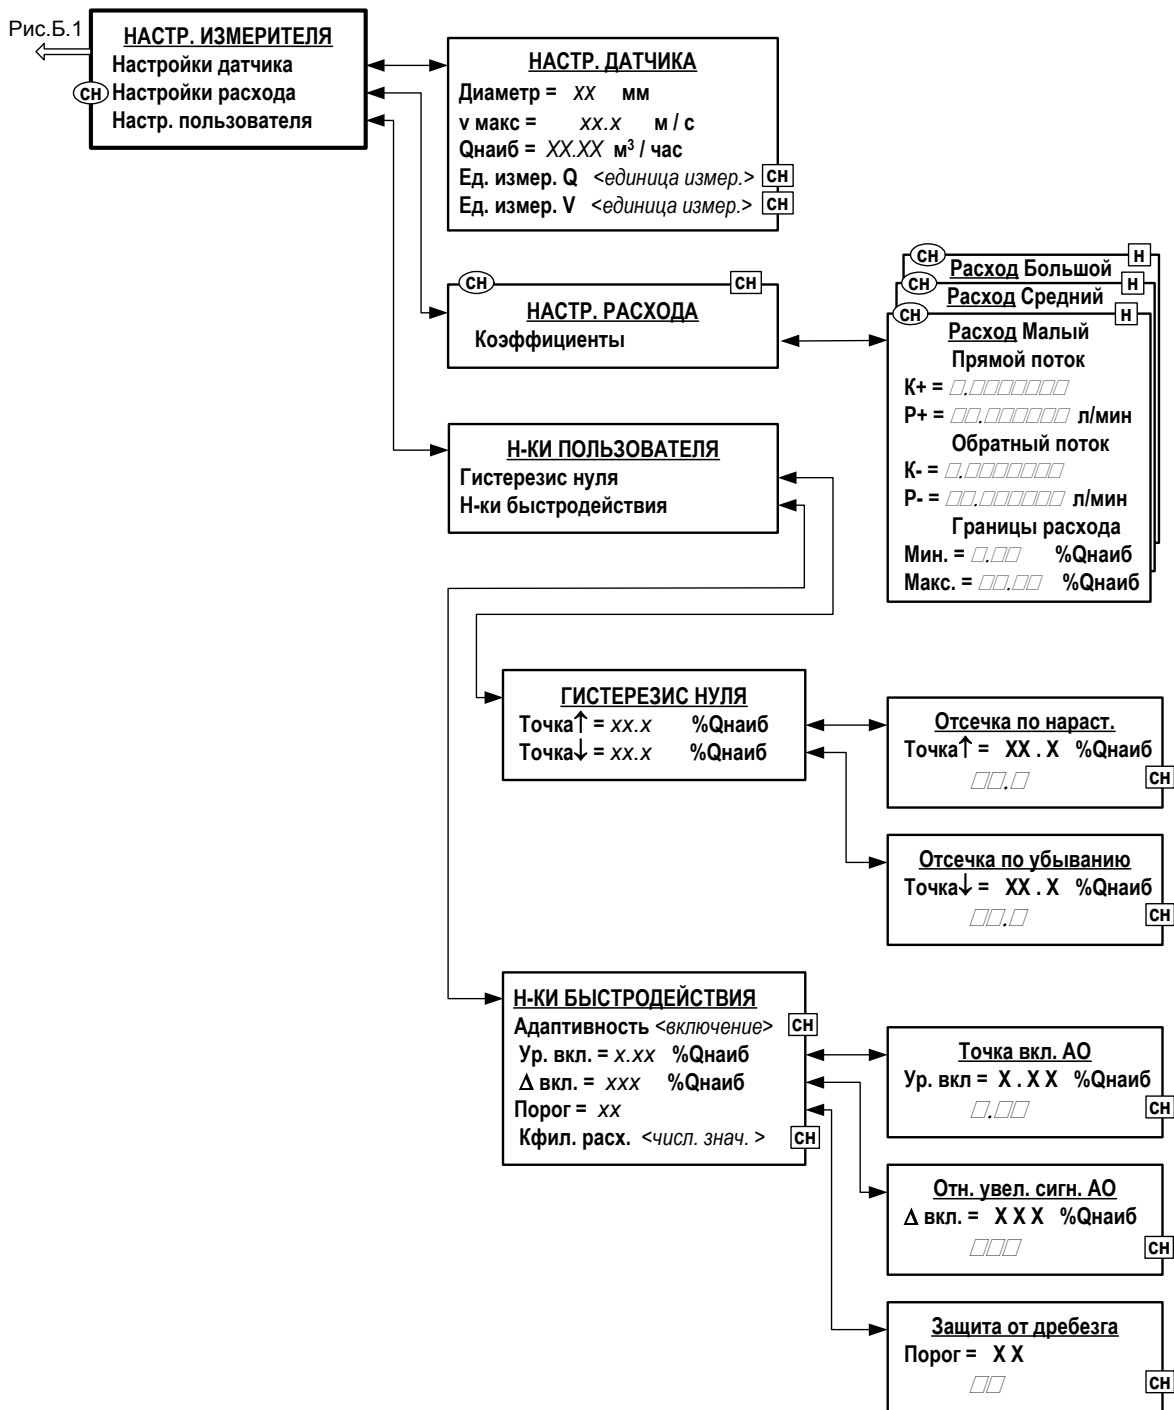 Рис.Б.1
НАСТР. ИЗМЕРИТЕЛЯ
Настройки датчика
СН Настройки расхода
Настр. пользователя
НАСТР. ДАТЧИКА
Диаметр = xx мм
v макс = xx.x м / с
Qнаиб = XX.XX м³ / час
Ед. измер. Q <единица измер.> СН
Ед. измер. V <единица измер.> СН
СН СН
НАСТР. РАСХОДА
Коэффициенты
СН Н
Расход Большой
СН Н
Расход Средний
СН Н
Расход Малый
Прямой поток
К+ = □.□□□□□□□
Р+ = □□.□□□□□□ л/мин
Обратный поток
К- = □.□□□□□□□
Р- = □□.□□□□□□ л/мин
Границы расхода
Мин. = □.□□ %Qнаиб
Макс. = □□.□□ %Qнаиб
Н-КИ ПОЛЬЗОВАТЕЛЯ
Гистерезис нуля
Н-ки быстродействия
ГИСТЕРЕЗИС НУЛЯ
Точка↑ = xx.x %Qнаиб
Точка↓ = xx.x %Qнаиб
Отсечка по нараст.
Точка↑ = XX . X %Qнаиб
□□.□ СН
Отсечка по убыванию
Точка↓ = XX . X %Qнаиб
□□.□ СН
Н-КИ БЫСТРОДЕЙСТВИЯ
Адаптивность <включение> СН
Ур. вкл. = x.xx %Qнаиб
Δ вкл. = xxx %Qнаиб
Порог = xx
Кфил. расх. <числ. знач. > СН
Точка вкл. АО
Ур. вкл = X . X X %Qнаиб
□.□□ СН
Отн. увел. сигн. АО
Δ вкл. = X X X %Qнаиб
□□□ СН
Защита от дребезга
Порог = X X
□□ СН